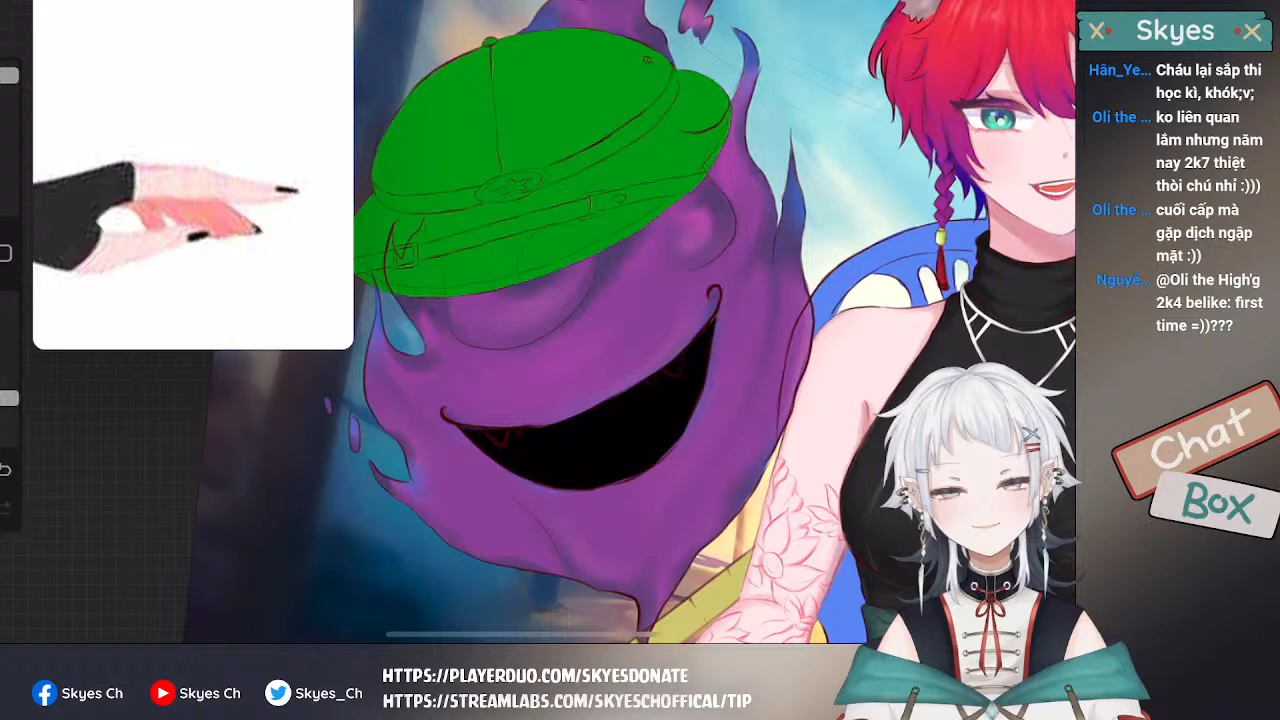 Skyes
Hân_Ye... Cháu lại sắp thi
học kì, khók;v;
Oli the ... ko liên quan
lắm nhưng năm
nay 2k7 thiệt
thòi chú nhỉ :)))
Oli the ... cuối cấp mà
gặp dịch ngập
mặt :))
Nguyê... @Oli the High'g
2k4 belike: first
time =))???
Chat
Box
HTTPS://PLAYERDUO.COM/SKYESDONATE
Skyes Ch Skyes Ch Skyes_Ch
HTTPS://STREAMLABS.COM/SKYESCHOFFICAL/TIP